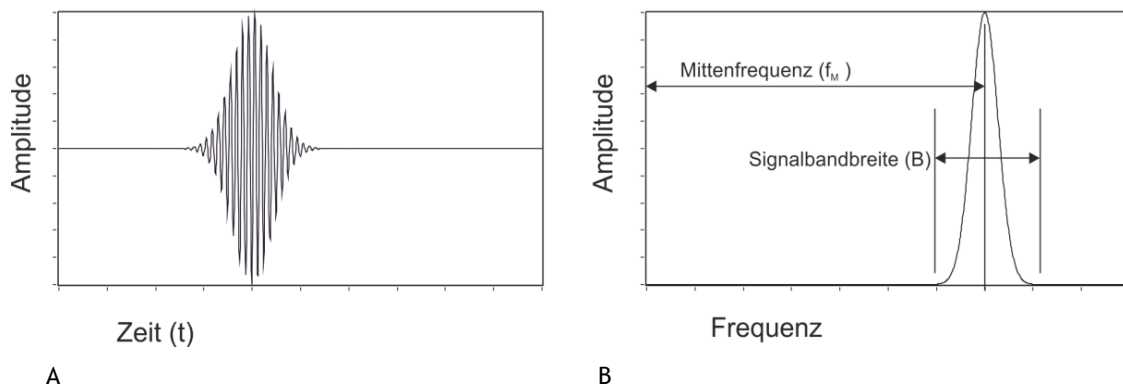 Amplitude
Zeit (t)
A
Amplitude
Mittenfrequenz (fM )
Signalbandbreite (B)
Frequenz
B